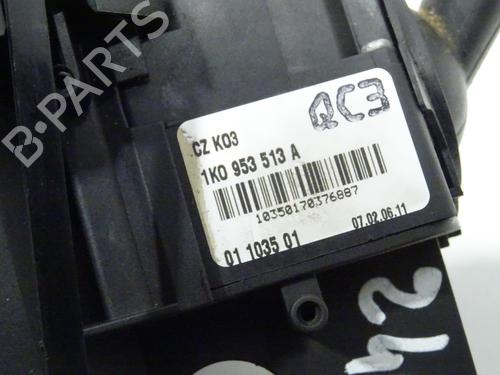 QC3
CZ K03
1K0 953 513 A
10350170376887
01 1035 01
07.02.06.11
24
B-PARTS